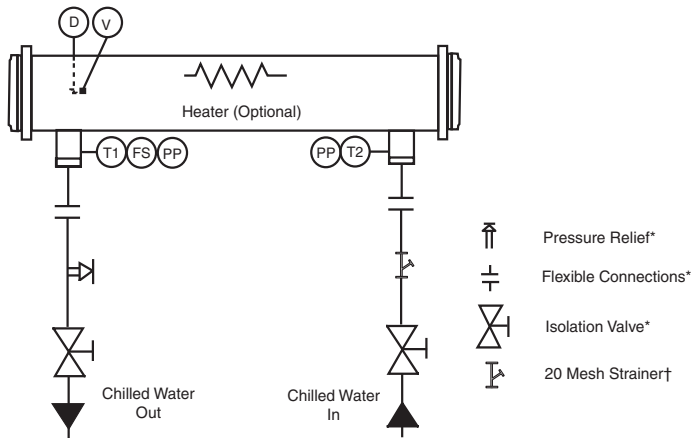 D V
Heater (Optional)
T1 FS PP
PP T2
Pressure Relief*
Flexible Connections*
Isolation Valve*
20 Mesh Strainer†
Chilled Water
Out
Chilled Water
In